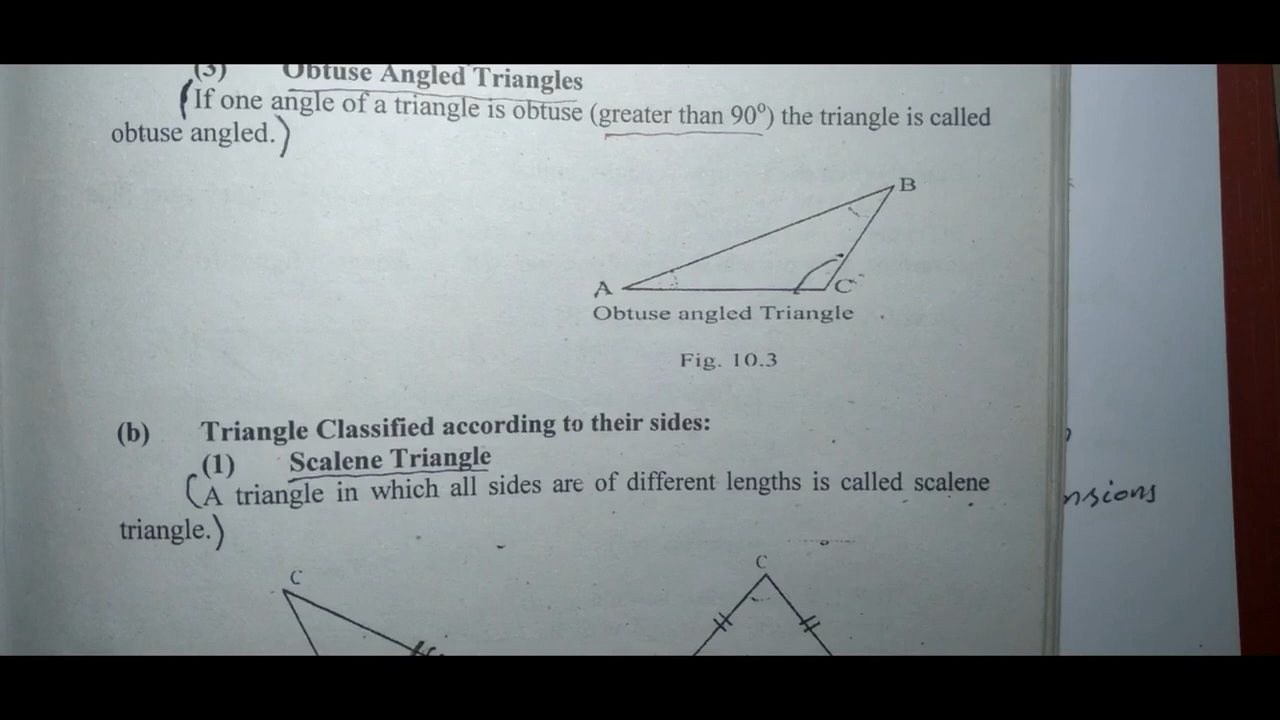 (3) Obtuse Angled Triangles
(If one angle of a triangle is obtuse (greater than 90°) the triangle is called
obtuse angled.)
B
A
C
Obtuse angled Triangle
Fig. 10.3
(b) Triangle Classified according to their sides:
(1) Scalene Triangle
(A triangle in which all sides are of different lengths is called scalene
triangle.)
nsions
C
C